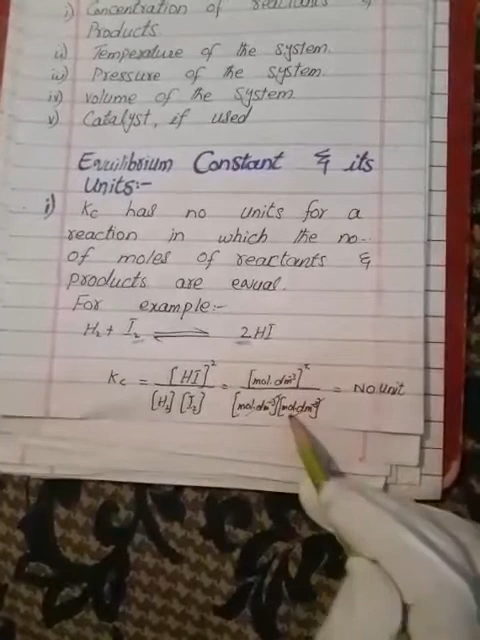 i) Concentration of reactants &
Products
ii) Temperature of the system.
iii) Pressure of the system.
iv) Volume of the System
v) Catalyst, if used
Equilibrium Constant & its
Units:-
i) Kc has no units for a
reaction in which the no.
of moles of reactants &
products are equal.
For example:-
H₂ + I₂ ⇌ 2HI
Kc = [HI]² / [H₂][I₂] = [mol.dm⁻³]² / [mol.dm⁻³][mol.dm⁻³] = No unit